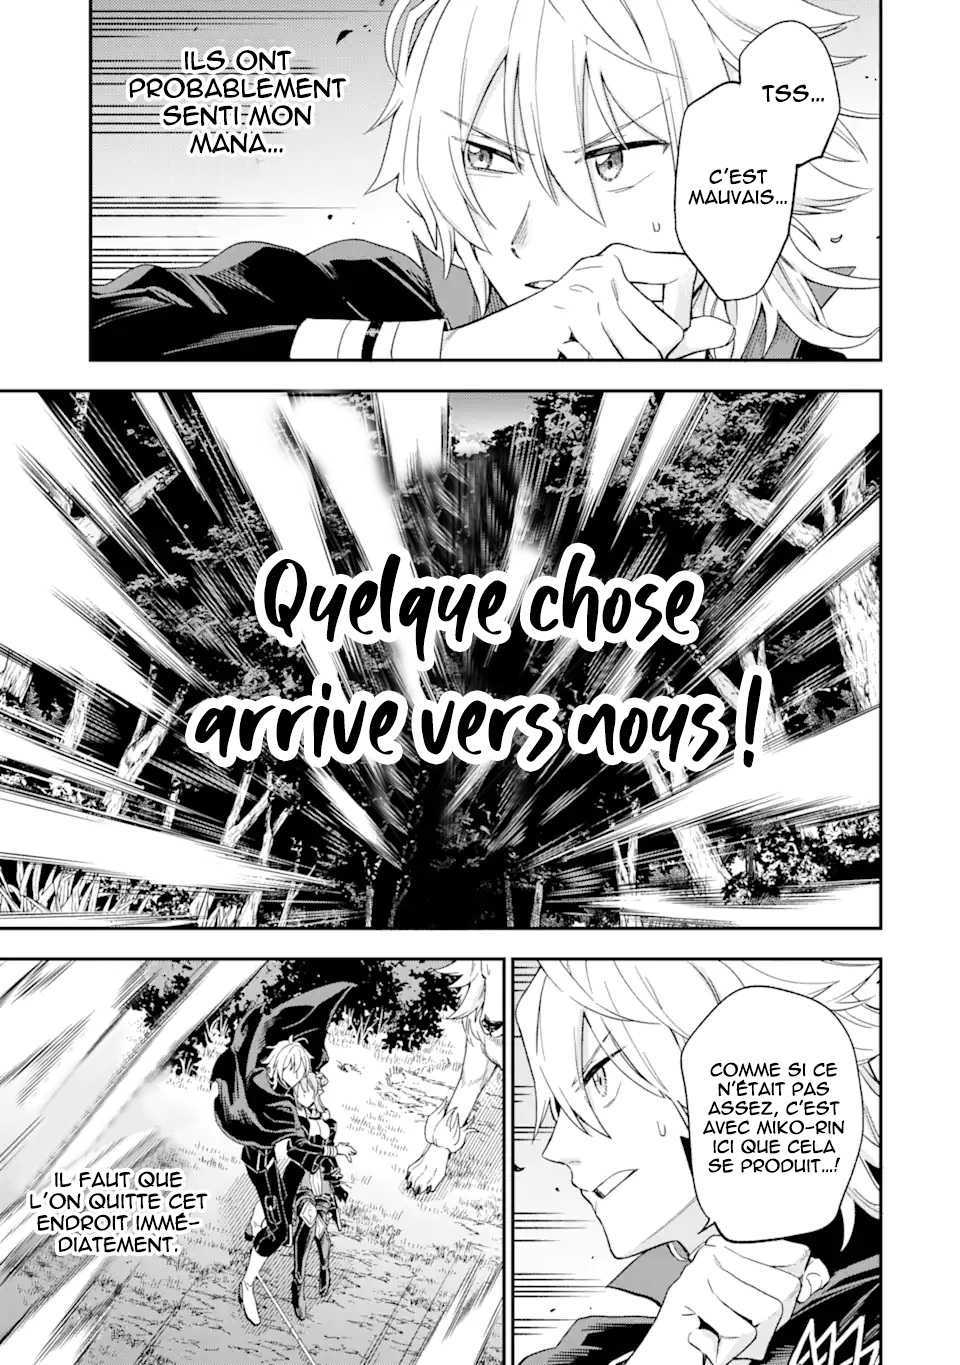 TSS...
C'EST
MAUVAIS...
ILS ONT
PROBABLEMENT
SENTI MON
MANA...
Quelque chose
arrive vers nous !
COMME SI CE
N'ÉTAIT PAS
ASSEZ, C'EST
AVEC MIKO-RIN
ICI QUE CELA
SE PRODUIT...!
IL FAUT QUE
L'ON QUITTE CET
ENDROIT IMMÉ-
DIATEMENT.